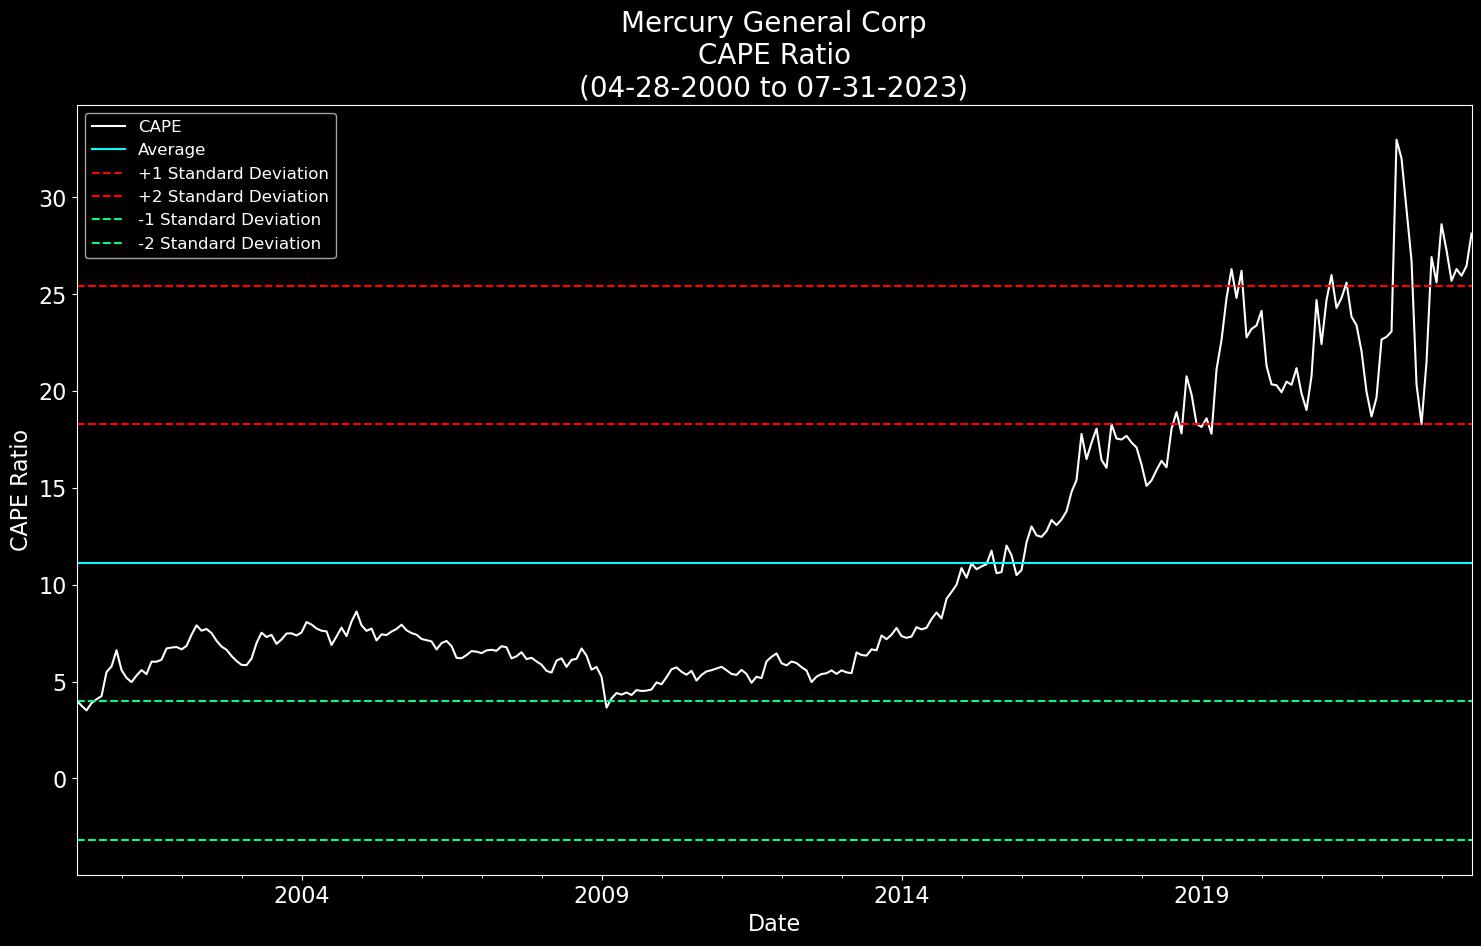 Mercury General Corp
CAPE Ratio
(04-28-2000 to 07-31-2023)
CAPE
Average
+1 Standard Deviation
+2 Standard Deviation
-1 Standard Deviation
-2 Standard Deviation
30
25
20
15
10
5
0
CAPE Ratio
2004
2009
2014
2019
Date